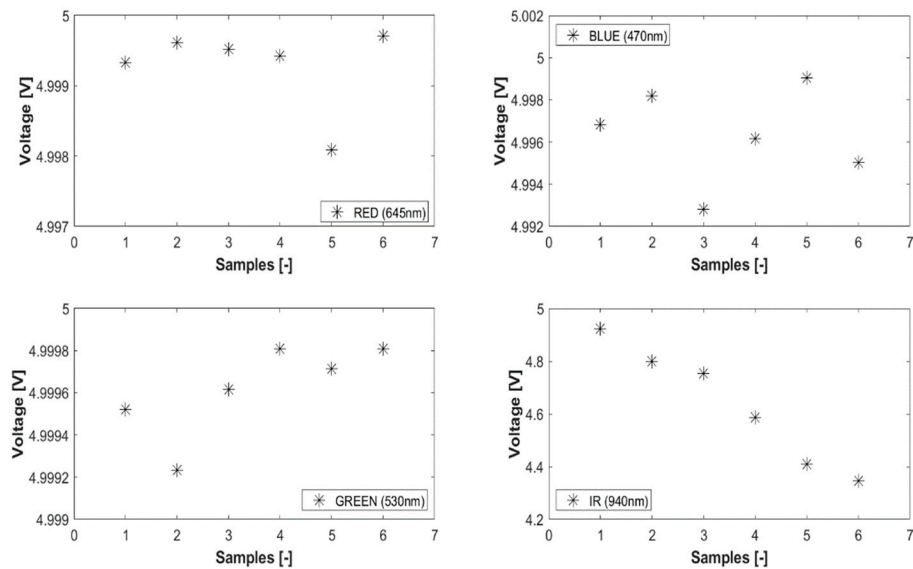 5
4.999
4.998
4.997
Voltage [V]
RED (645nm)
0 1 2 3 4 5 6 7
Samples [-]
5.002
5
4.998
4.996
4.994
4.992
Voltage [V]
BLUE (470nm)
0 1 2 3 4 5 6 7
Samples [-]
5
4.9998
4.9996
4.9994
4.9992
4.999
Voltage [V]
GREEN (530nm)
0 1 2 3 4 5 6 7
Samples [-]
5
4.8
4.6
4.4
4.2
Voltage [V]
IR (940nm)
0 1 2 3 4 5 6 7
Samples [-]